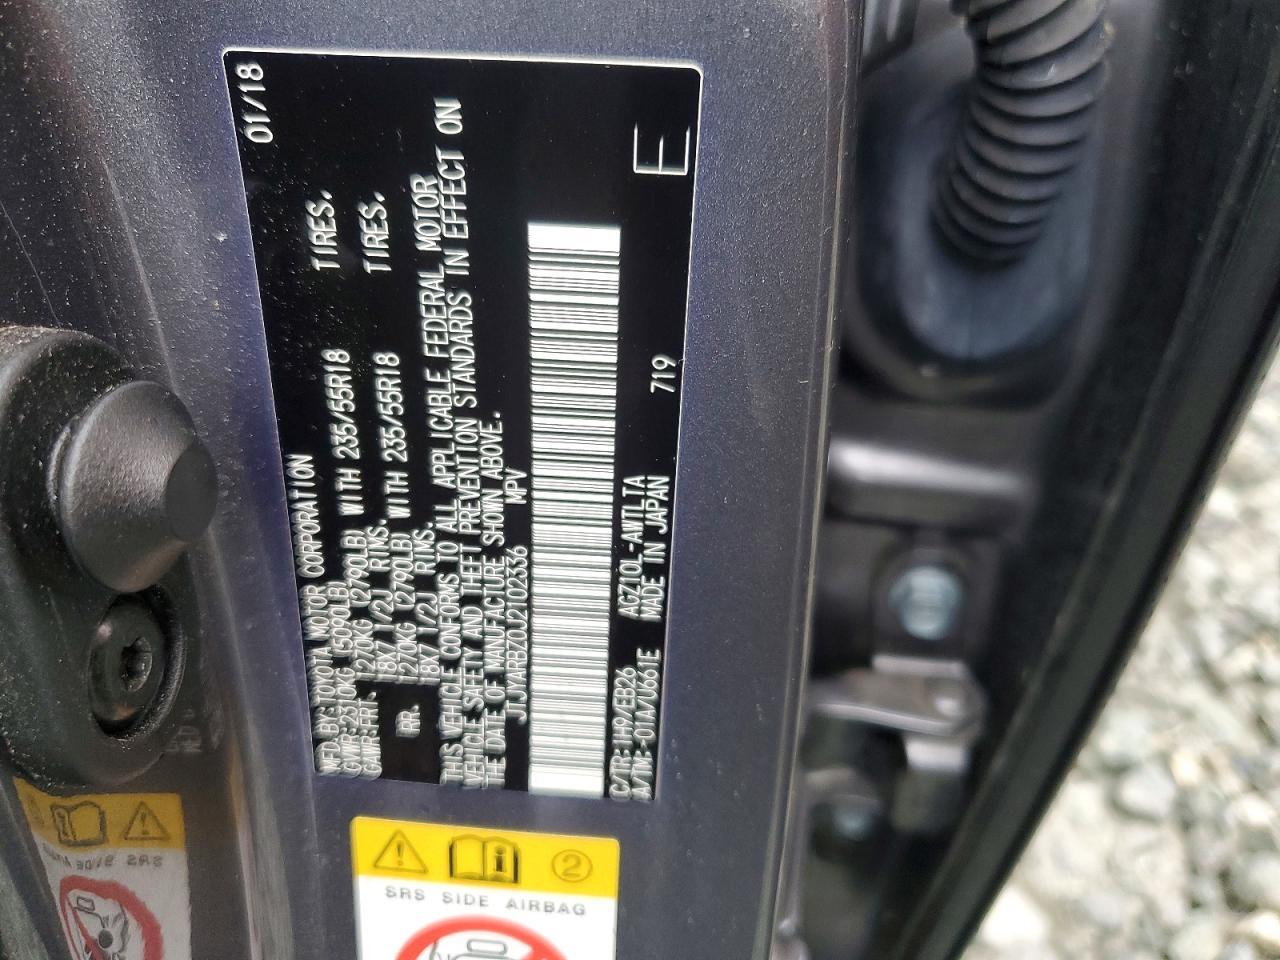 01/18
MFD. BY: TOYOTA MOTOR CORPORATION
GVWR: 2310KG (5090LB)
GAWR: FRT. 1270KG (2790LB) WITH 235/55R18 TIRES,
18X7 1/2J RIMS.
RR. 1270KG (2790LB) WITH 235/55R18 TIRES,
18X7 1/2J RIMS.
THIS VEHICLE CONFORMS TO ALL APPLICABLE FEDERAL MOTOR
VEHICLE SAFETY AND THEFT PREVENTION STANDARDS IN EFFECT ON
THE DATE OF MANUFACTURE SHOWN ABOVE.
JTJYARBZ0J2102336 MPV
C/TR:1H9/EB26 AGZ10L-AWTLTA
A/TM:-01A/U661E MADE IN JAPAN 719 E
2
SRS SIDE AIRBAG